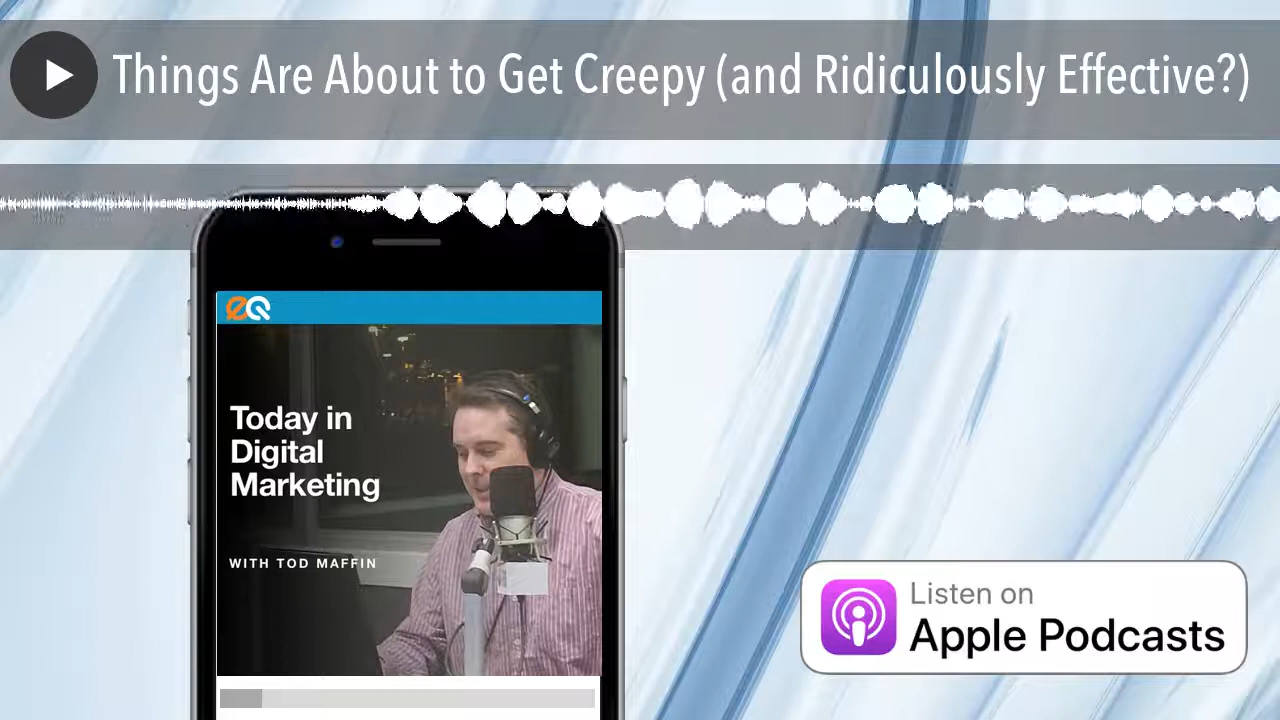 Things Are About to Get Creepy (and Ridiculously Effective?)
eQ
Today in
Digital
Marketing
WITH TOD MAFFIN
Listen on
Apple Podcasts